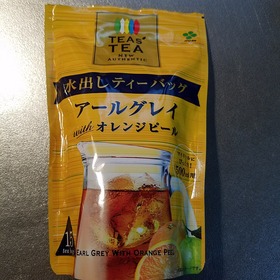 TEAs'
TEA
NEW
AUTHENTIC
水出しティーバッグ
アールグレイ
with オレンジピール
EARL GREY WITH ORANGE PEEL